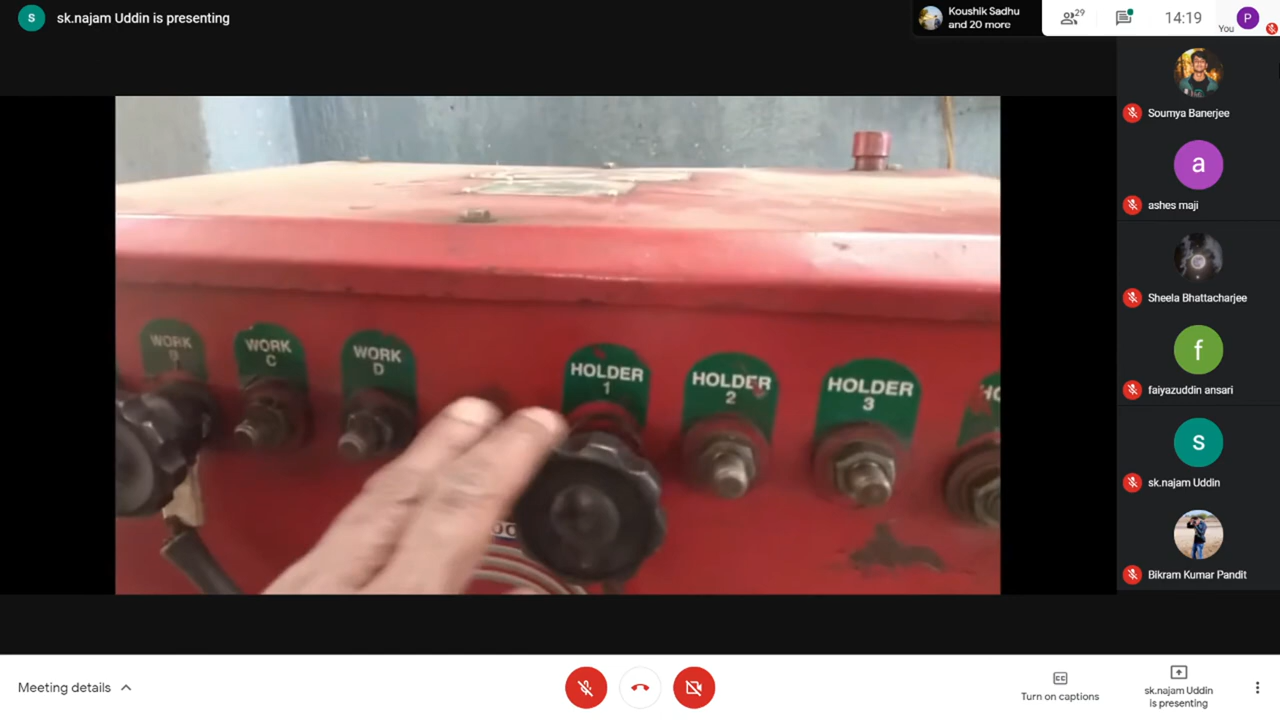 S
sk.najam Uddin is presenting
Koushik Sadhu
and 20 more
29
14:19
You
P
Soumya Banerjee
a
ashes maji
Sheela Bhattacharjee
f
faiyazuddin ansari
s
sk.najam Uddin
Bikram Kumar Pandit
WORK
B
WORK
C
WORK
D
HOLDER
1
HOLDER
2
HOLDER
3
HO
Meeting details
CC
Turn on captions
sk.najam Uddin
is presenting